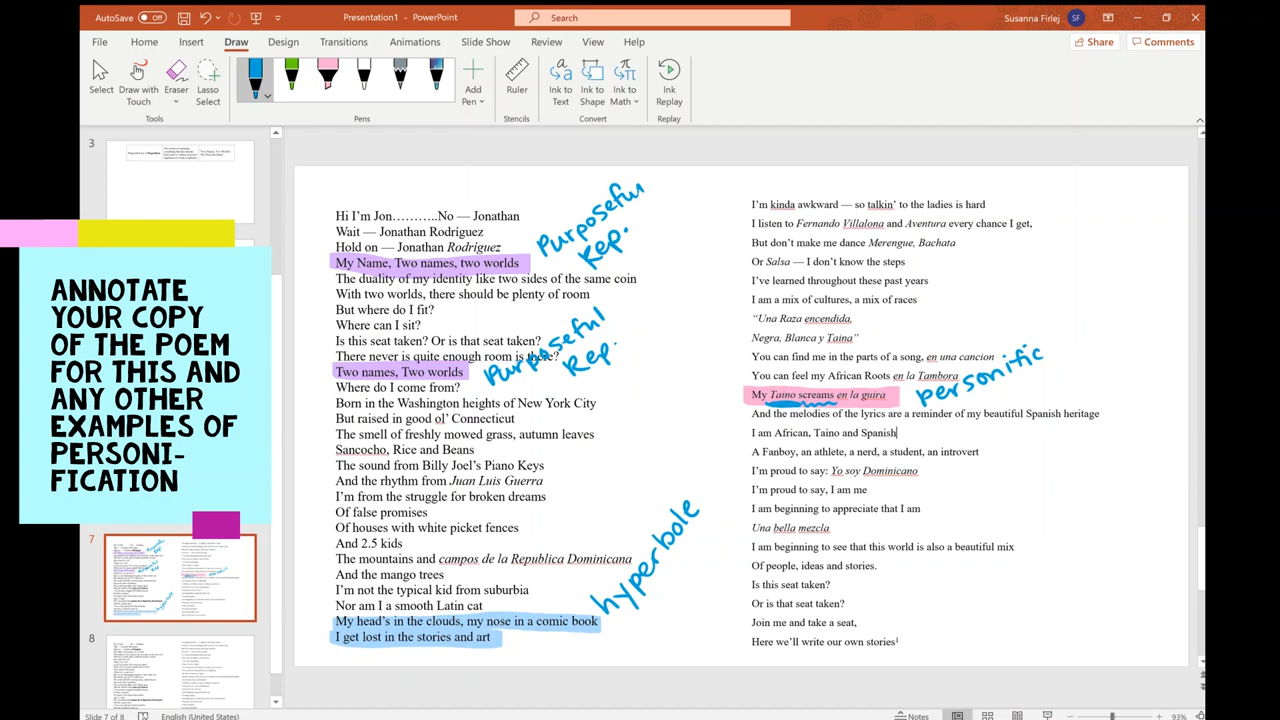 AutoSave Off
Presentation1 - PowerPoint
Search
Susanna Firlej SF
File Home Insert Draw Design Transitions Animations Slide Show Review View Help
Share Comments
Select
Draw with Touch
Eraser
Lasso Select
Add Pen
Ruler
Ink to Text
Ink to Shape
Ink to Math
Ink Replay
Tools
Pens
Stencils
Convert
Replay
3
ANNOTATE
YOUR COPY
OF THE POEM
FOR THIS AND
ANY OTHER
EXAMPLES OF
PERSONI-
FICATION
7
8
Hi I'm Jon………..No — Jonathan
Wait — Jonathan Rodríguez
Hold on — Jonathan Rodríguez
My Name, Two names, two worlds
The duality of my identity like two sides of the same coin
With two worlds, there should be plenty of room
But where do I fit?
Where can I sit?
Is this seat taken? Or is that seat taken?
There never is quite enough room is there?
Two names, Two worlds
Where do I come from?
Born in the Washington heights of New York City
But raised in good ol' Connecticut
The smell of freshly mowed grass, autumn leaves
Sancocho, Rice and Beans
The sound from Billy Joel's Piano Keys
And the rhythm from Juan Luis Guerra
I'm from the struggle for broken dreams
Of false promises
Of houses with white picket fences
And 2.5 kids
The mountains and campos de la Republica Dominicana
And the mango trees
I'm not the typical kid from suburbia
Nor am I a smooth Latin cat
My head's in the clouds, my nose in a comic book
I get lost in the stories and art
Purposeful
Rep.
Purposeful
Rep.
hyperbole
I'm kinda awkward — so talkin' to the ladies is hard
I listen to Fernando Villalona and Aventura every chance I get,
But don't make me dance Merengue, Bachata
Or Salsa — I don't know the steps
I've learned throughout these past years
I am a mix of cultures, a mix of races
“Una Raza encendida,
Negra, Blanca y Taina”
You can find me in the parts of a song, en una cancion
You can feel my African Roots en la Tambora
My Taino screams en la guira
And the melodies of the lyrics are a reminder of my beautiful Spanish heritage
I am African, Taino and Spanish
A Fanboy, an athlete, a nerd, a student, an introvert
I'm proud to say: Yo soy Dominicano
I'm proud to say, I am me
I am beginning to appreciate that I am
Una bella mezcla
I am beginning to see that this world is also a beautiful mix
Of people, ideas and stories.
Is this seat taken?
Or is that seat taken?
Join me and take a seat,
Here we'll write our own stories
personific
Slide 7 of 8
English (United States)
Notes
93%